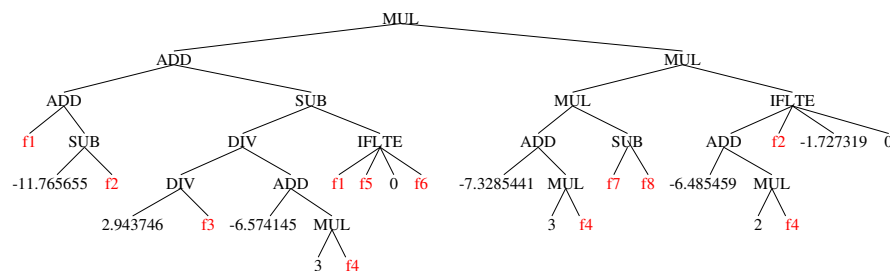 MUL
ADD MUL
ADD SUB MUL IFLTE
f1 SUB DIV IFLTE ADD SUB ADD f2 -1.727319 0
-11.765655 f2 DIV ADD f1 f5 0 f6 -7.3285441 MUL f7 f8 -6.485459 MUL
2.943746 f3 -6.574145 MUL 3 f4 2 f4
3 f4